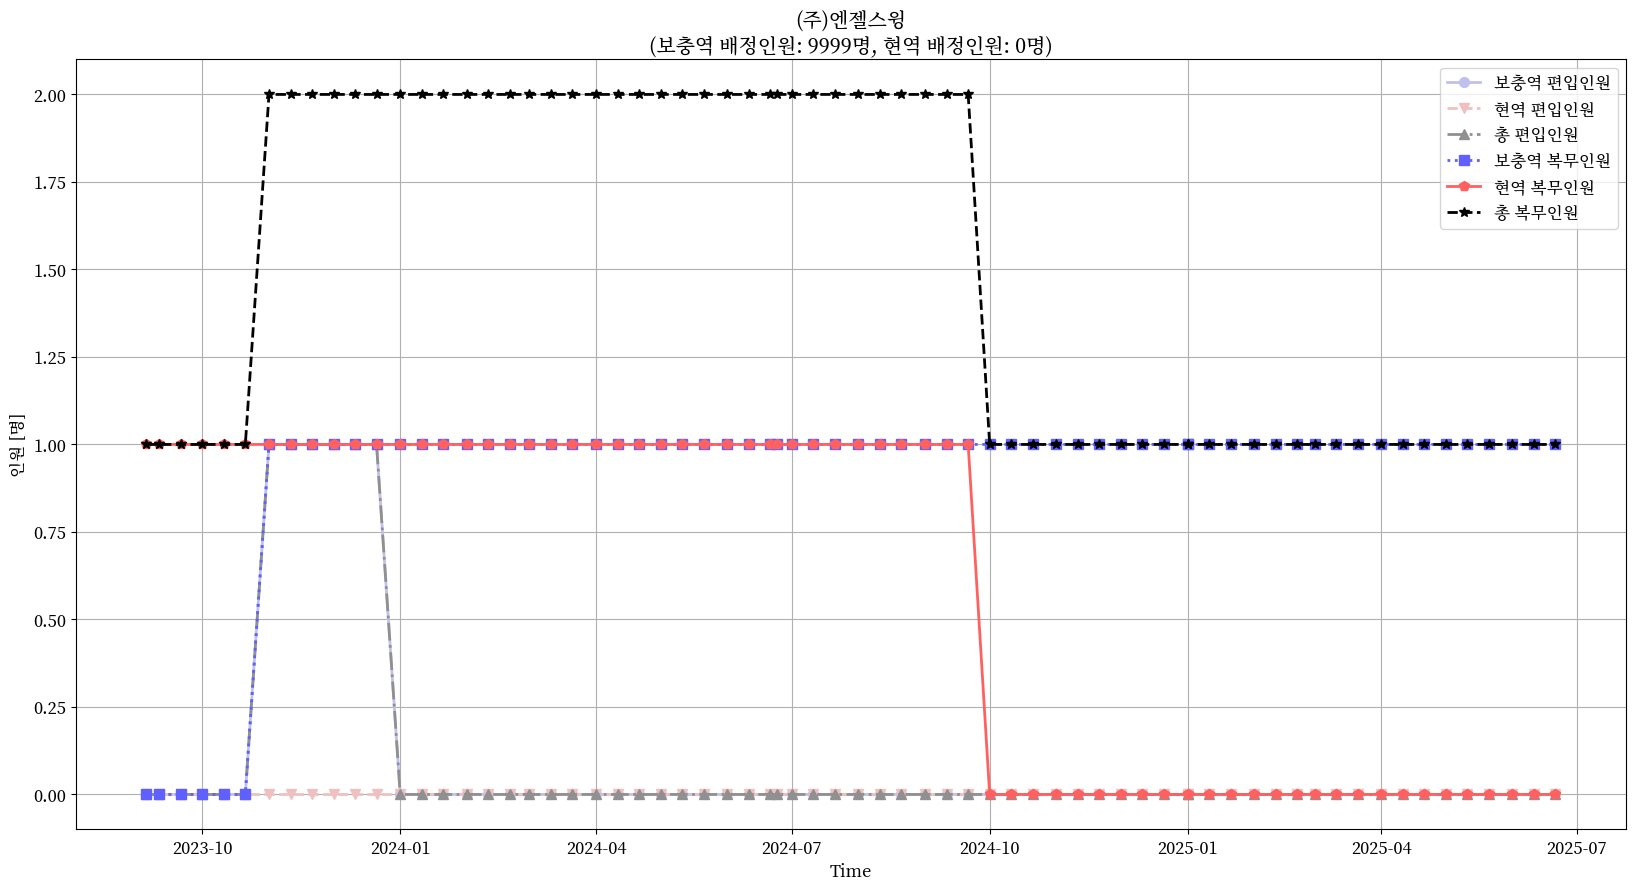 (주)엔젤스윙
(보충역 배정인원: 9999명, 현역 배정인원: 0명)
보충역 편입인원
현역 편입인원
총 편입인원
보충역 복무인원
현역 복무인원
총 복무인원
2.00
1.75
1.50
1.25
1.00
0.75
0.50
0.25
0.00
인원 [명]
2023-10
2024-01
2024-04
2024-07
2024-10
2025-01
2025-04
2025-07
Time